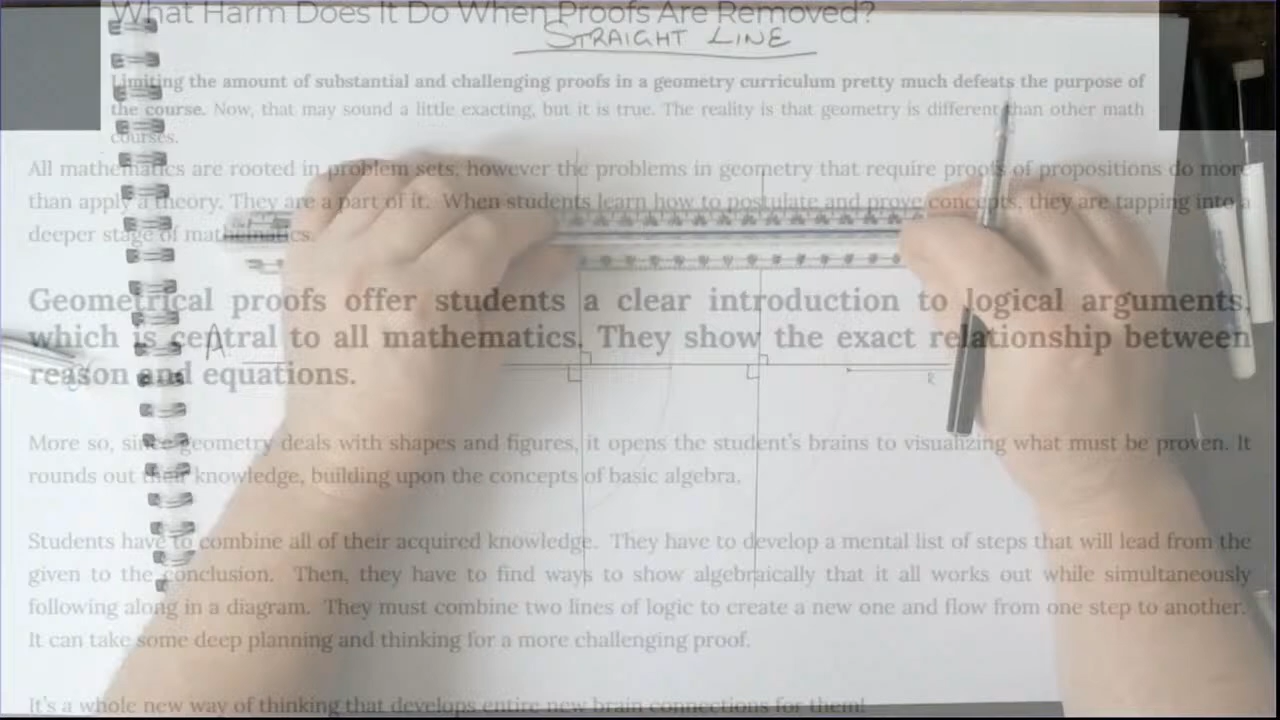 What Harm Does It Do When Proofs Are Removed?
STRAIGHT LINE
Limiting the amount of substantial and challenging proofs in a geometry curriculum pretty much defeats the purpose of
the course. Now, that may sound a little exacting, but it is true. The reality is that geometry is different than other math
courses.
All mathematics are rooted in problem sets, however the problems in geometry that require proofs of propositions do more
than apply a theory. They are a part of it. When students learn how to postulate and prove concepts, they are tapping into a
deeper stage of mathematics.
Geometrical proofs offer students a clear introduction to logical arguments,
which is central to all mathematics. They show the exact relationship between
A
reason and equations.
R
More so, since geometry deals with shapes and figures, it opens the student's brains to visualizing what must be proven. It
rounds out their knowledge, building upon the concepts of basic algebra.
Students have to combine all of their acquired knowledge. They have to develop a mental list of steps that will lead from the
given to the conclusion. Then, they have to find ways to show algebraically that it all works out while simultaneously
following along in a diagram. They must combine two lines of logic to create a new one and flow from one step to another.
It can take some deep planning and thinking for a more challenging proof.
It's a whole new way of thinking that develops entire new brain connections for them!